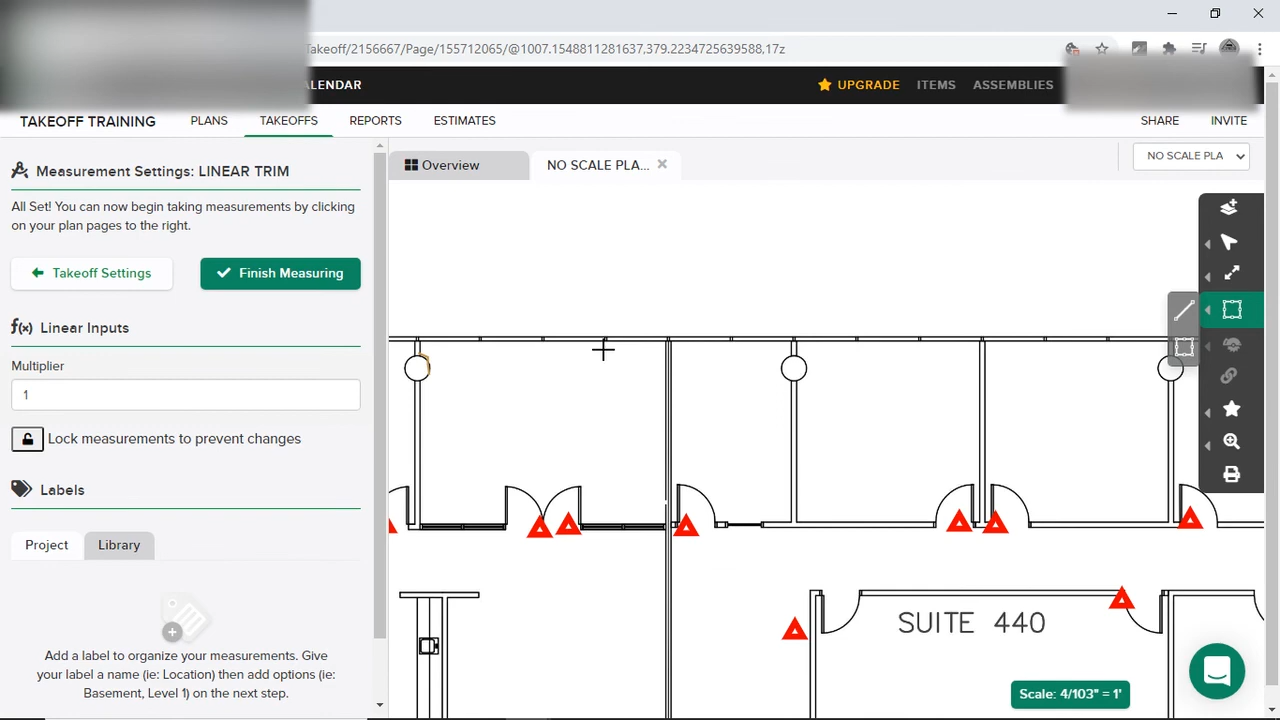 Takeoff/2156667/Page/155712065/@1007.1548811281637,379.2234725639588,17z
ALENDAR
UPGRADE
ITEMS
ASSEMBLIES
TAKEOFF TRAINING
PLANS
TAKEOFFS
REPORTS
ESTIMATES
SHARE
INVITE
Measurement Settings: LINEAR TRIM
All Set! You can now begin taking measurements by clicking
on your plan pages to the right.
Takeoff Settings
Finish Measuring
f(x) Linear Inputs
Multiplier
1
Lock measurements to prevent changes
Labels
Project
Library
Add a label to organize your measurements. Give
your label a name (ie: Location) then add options (ie:
Basement, Level 1) on the next step.
Overview
NO SCALE PLA...
NO SCALE PLA
SUITE 440
Scale: 4/103" = 1'